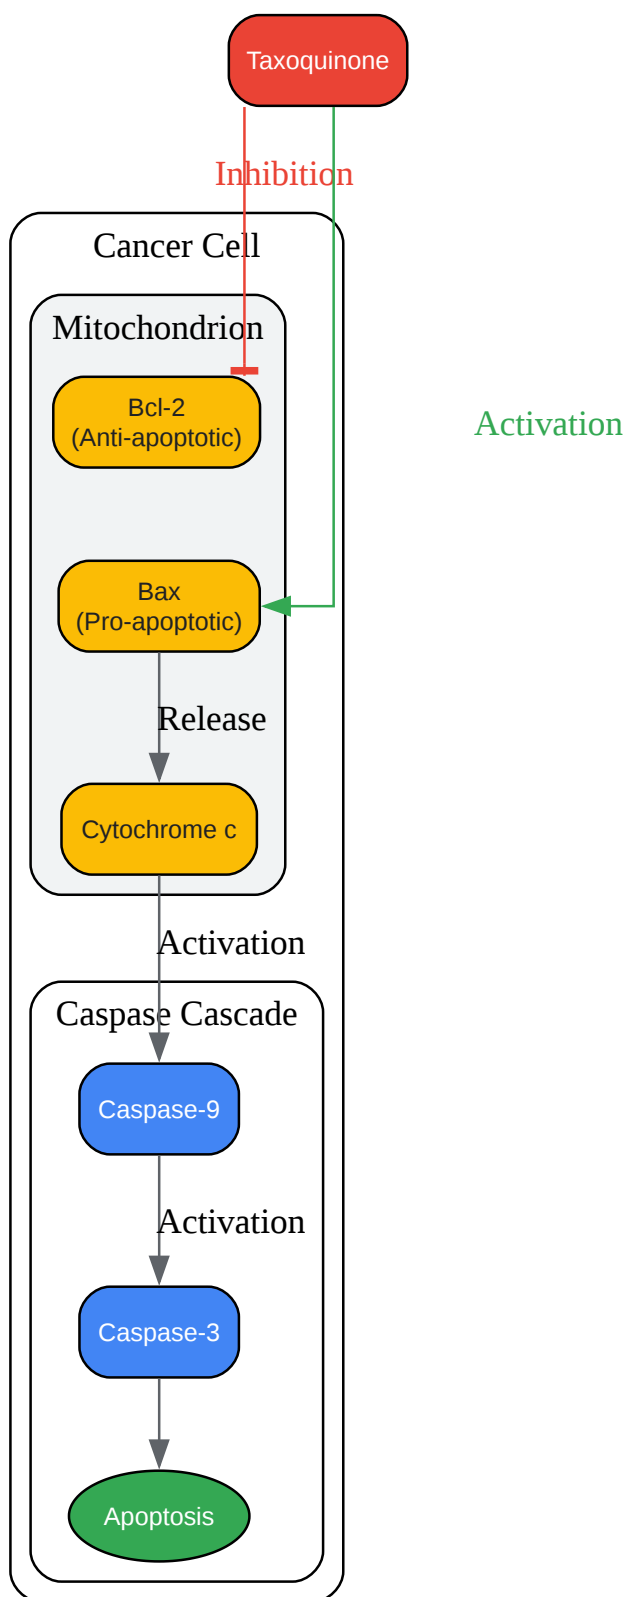 Taxoquinone
Inhibition
Cancer Cell
Mitochondrion
Bcl-2
(Anti-apoptotic)
Activation
Bax
(Pro-apoptotic)
Release
Cytochrome c
Activation
Caspase Cascade
Caspase-9
Activation
Caspase-3
Apoptosis